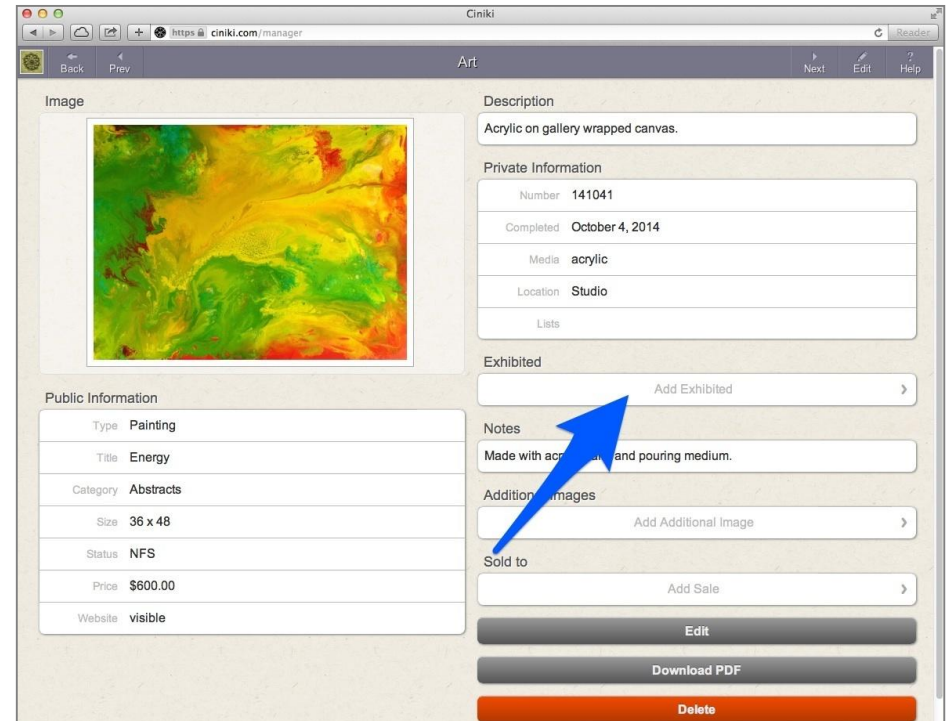 Ciniki
https ciniki.com/manager
Reader
Back Prev Art Next Edit Help
Image
Public Information
Type Painting
Title Energy
Category Abstracts
Size 36 x 48
Status NFS
Price $600.00
Website visible
Description
Acrylic on gallery wrapped canvas.
Private Information
Number 141041
Completed October 4, 2014
Media acrylic
Location Studio
Lists
Exhibited
Add Exhibited
Notes
Made with and pouring medium.
Additional Images
Add Additional Image
Sold to
Add Sale
Edit
Download PDF
Delete